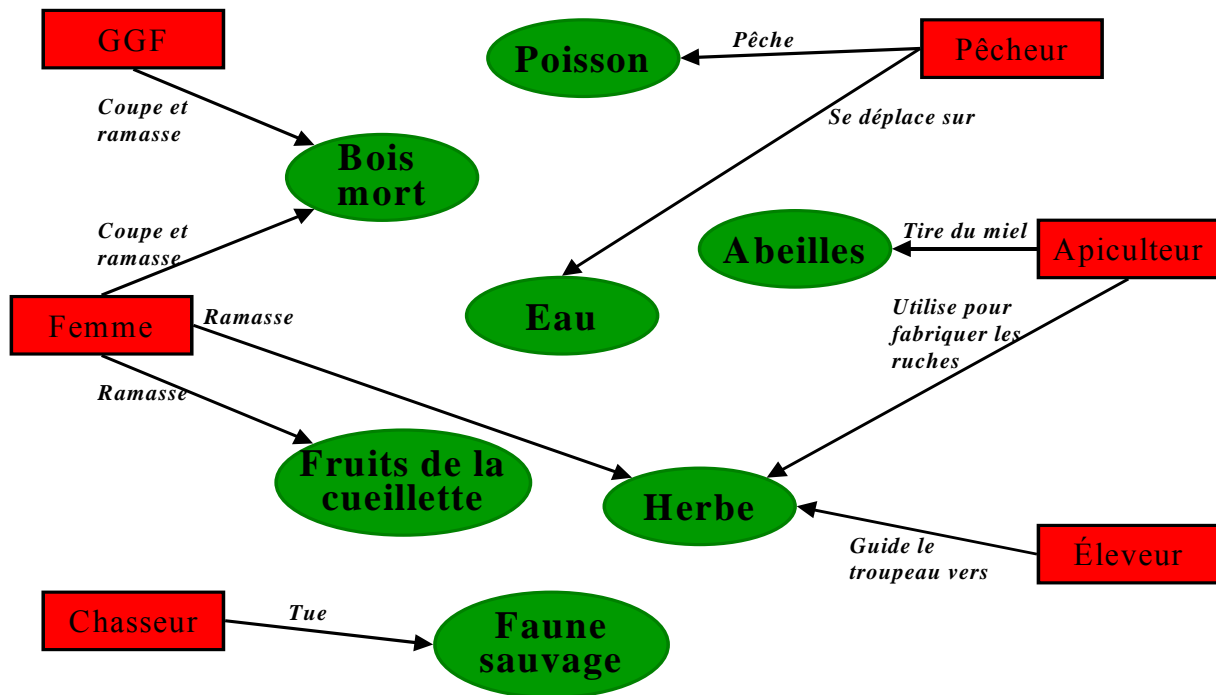 GGF
Poisson
Pêche
Pêcheur
Coupe et
ramasse
Se déplace sur
Bois
mort
Coupe et
ramasse
Abeilles
Tire du miel
Apiculteur
Femme
Ramasse
Eau
Utilise pour
fabriquer les
ruches
Ramasse
Fruits de la
cueillette
Herbe
Guide le
troupeau vers
Éleveur
Chasseur
Tue
Faune
sauvage